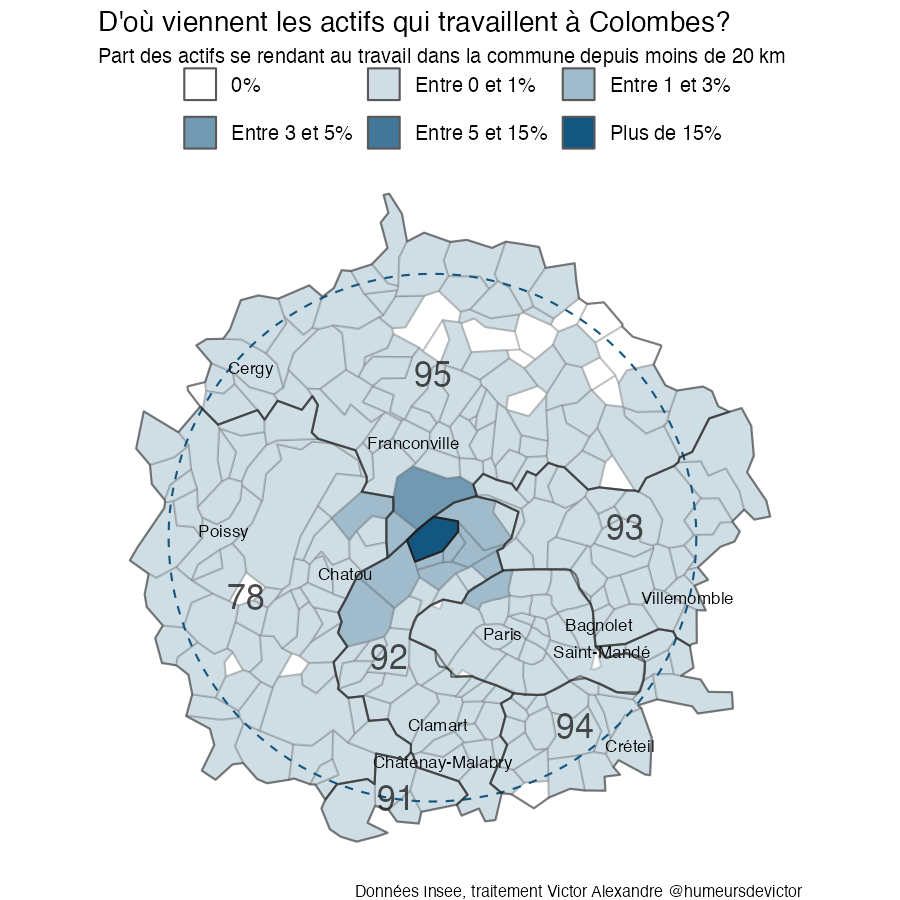 D'où viennent les actifs qui travaillent à Colombes?
Part des actifs se rendant au travail dans la commune depuis moins de 20 km
0% Entre 0 et 1% Entre 1 et 3%
Entre 3 et 5% Entre 5 et 15% Plus de 15%
Cergy
95
Franconville
Poissy
93
Chatou
78
Villemomble
Bagnolet
Paris
Saint-Mandé
92
Clamart
94
Créteil
Châtenay-Malabry
91
Données Insee, traitement Victor Alexandre @humeursdevictor